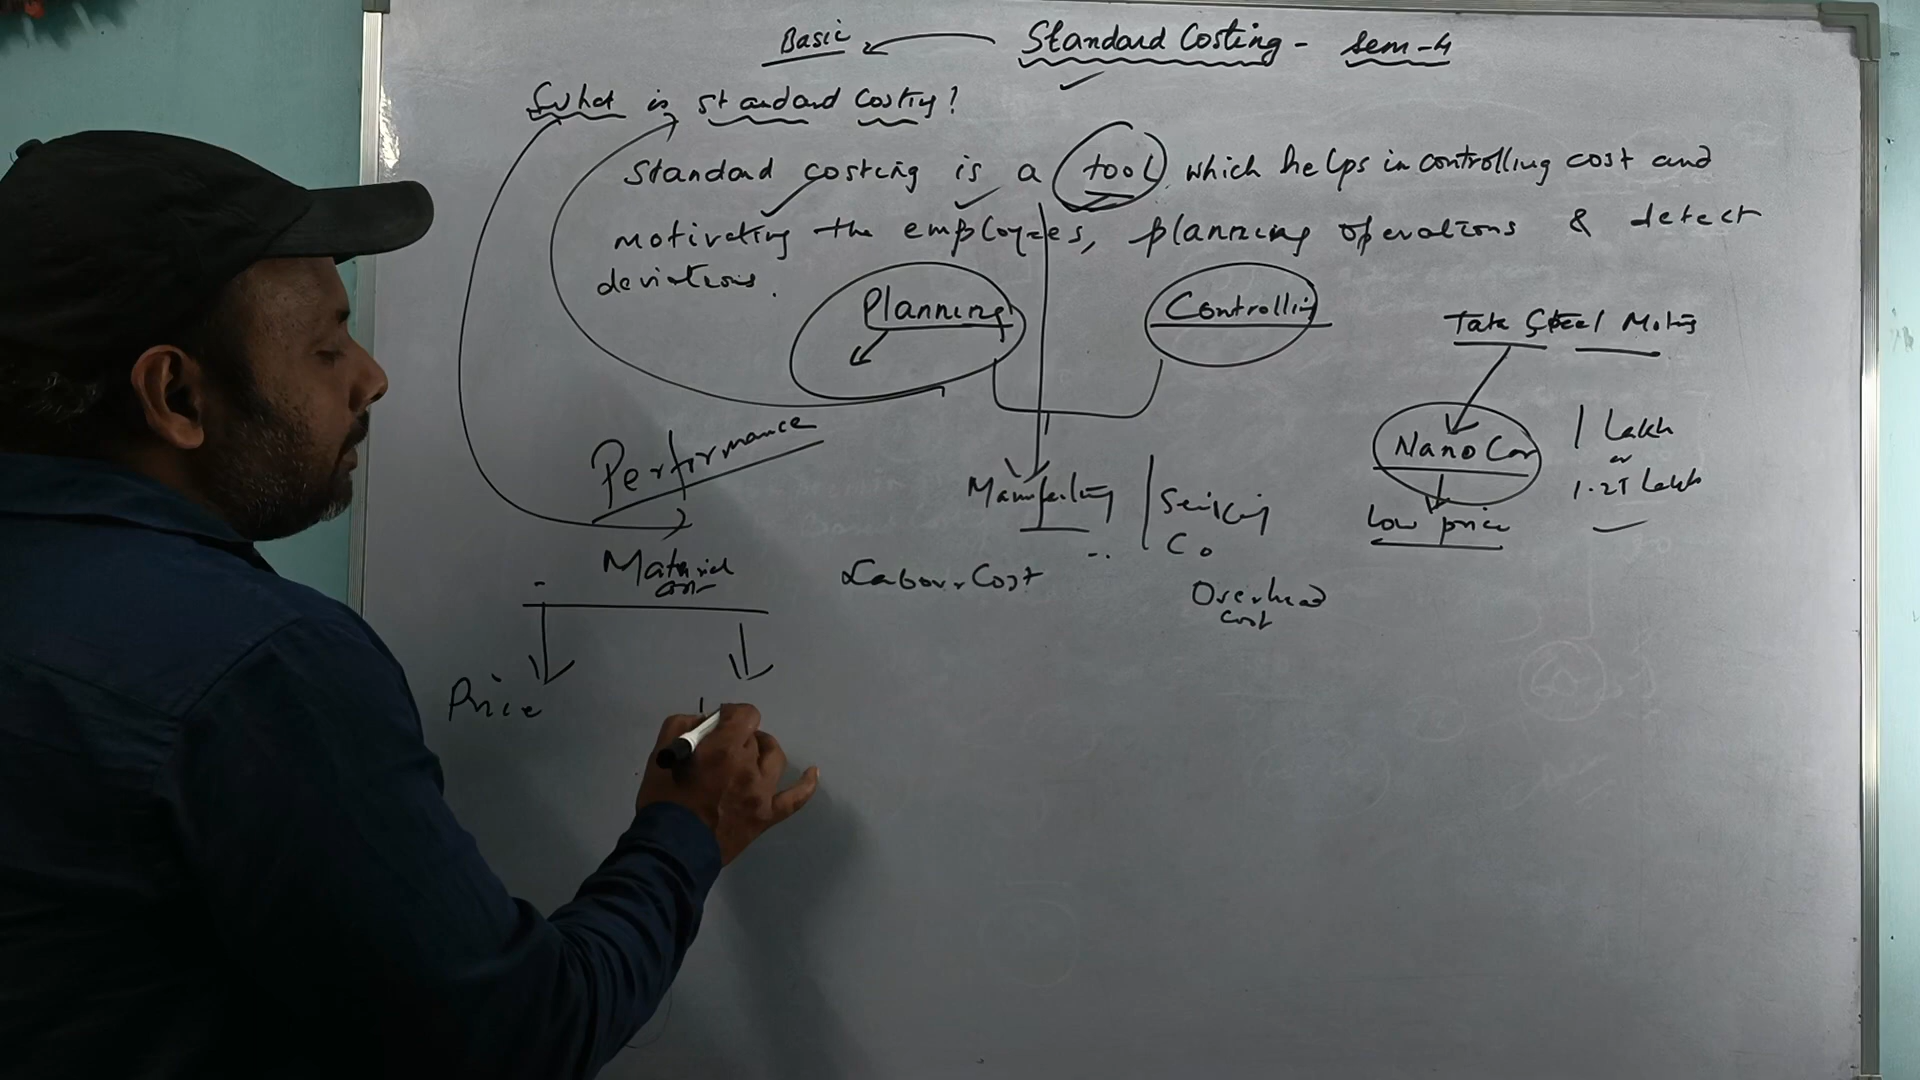 Basic Standard Costing - Sem-4
What is standard Costing?
Standard costing is a tool which helps in controlling cost and
motivating the employees, planning operations & detect
deviations.
Planning Controlling
Tata Steel Motors
Nano Car 1 Lakh
or
1.25 Lakh
Low price
Performance
Manufacturing
Co
Material
cost
Labour Cost
Overhead
cost
Price